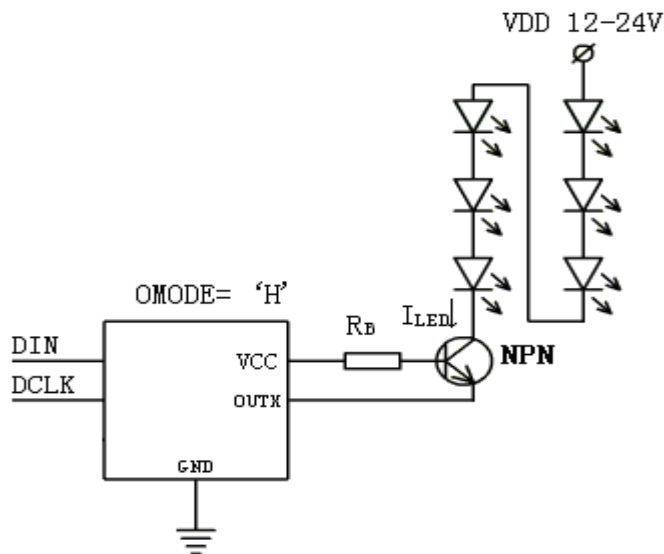 VDD 12-24V
OMODE= ‘H’
RB
ILED
DIN
VCC
NPN
DCLK
OUTX
GND